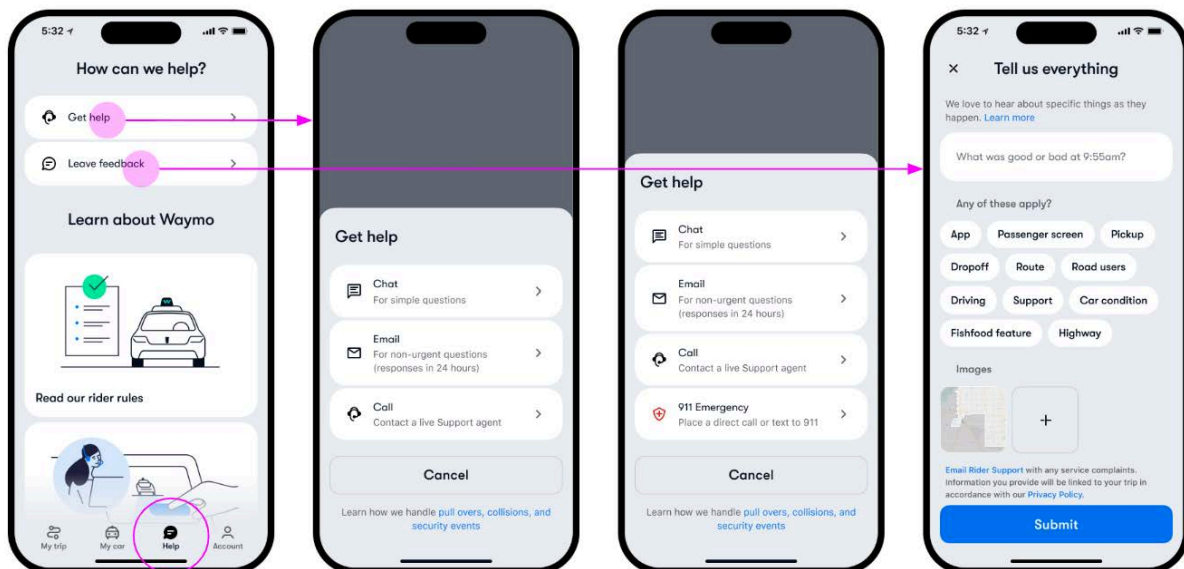 5:32
How can we help?
Get help
Leave feedback
Learn about Waymo
Read our rider rules
My trip
My car
Help
Account
Get help
Chat
For simple questions
Email
For non-urgent questions
(responses in 24 hours)
Call
Contact a live Support agent
Cancel
Learn how we handle pull overs, collisions, and
security events
Get help
Chat
For simple questions
Email
For non-urgent questions
(responses in 24 hours)
Call
Contact a live Support agent
911 Emergency
Place a direct call or text to 911
Cancel
Learn how we handle pull overs, collisions, and
security events
5:32
Tell us everything
We love to hear about specific things as they
happen. Learn more
What was good or bad at 9:55am?
Any of these apply?
App Passenger screen Pickup
Dropoff Route Road users
Driving Support Car condition
Fishfood feature Highway
Images
+
Email Rider Support with any service complaints.
Information you provide will be linked to your trip in
accordance with our Privacy Policy.
Submit